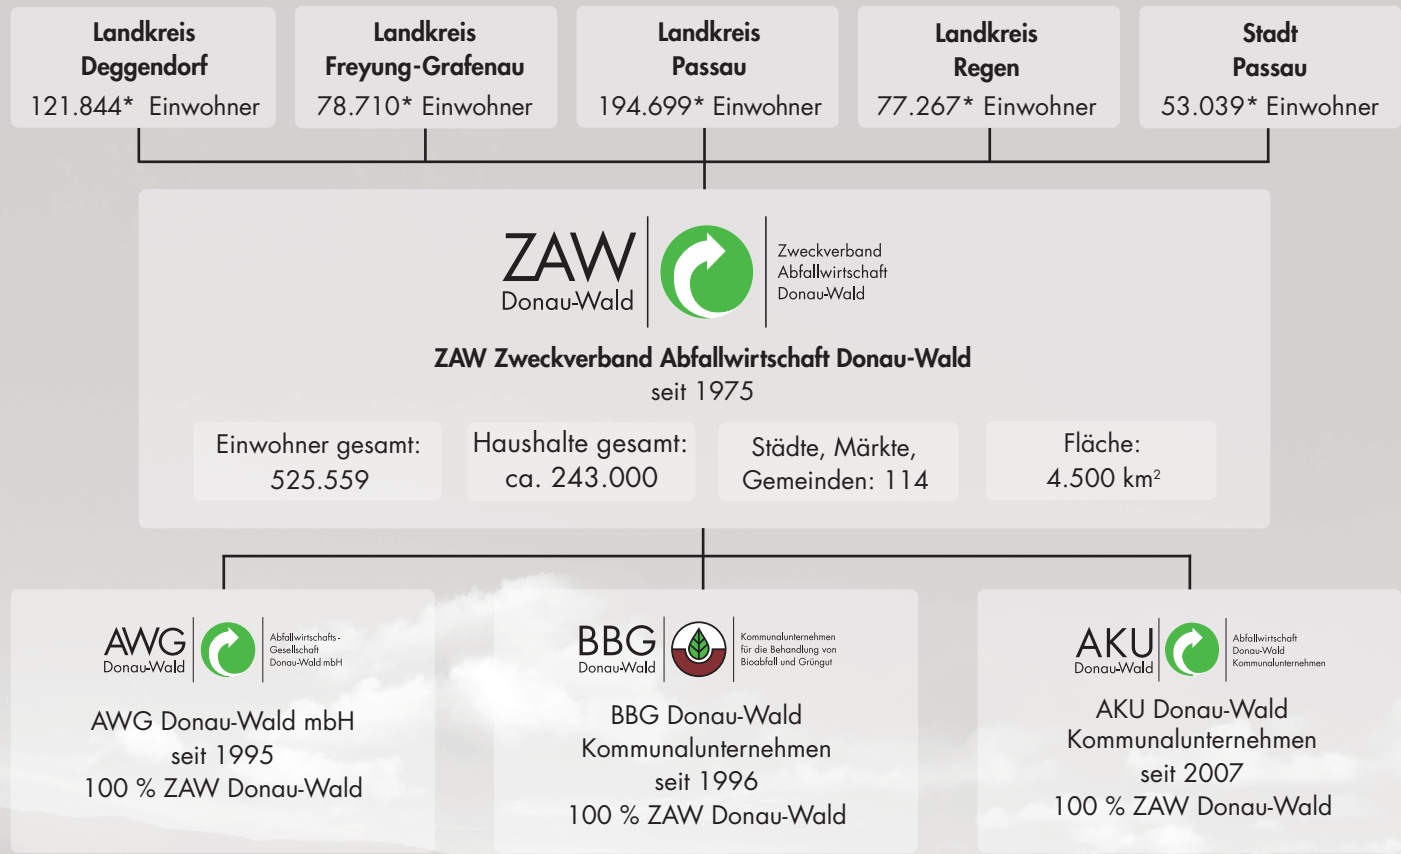 Landkreis
Deggendorf
121.844* Einwohner
Landkreis
Freyung-Grafenau
78.710* Einwohner
Landkreis
Passau
194.699* Einwohner
Landkreis
Regen
77.267* Einwohner
Stadt
Passau
53.039* Einwohner
ZAW
Donau-Wald
Zweckverband
Abfallwirtschaft
Donau-Wald
ZAW Zweckverband Abfallwirtschaft Donau-Wald
seit 1975
Einwohner gesamt:
525.559
Haushalte gesamt:
ca. 243.000
Städte, Märkte,
Gemeinden: 114
Fläche:
4.500 km²
AWG
Donau-Wald
Abfallwirtschafts-
Gesellschaft
Donau-Wald mbH
AWG Donau-Wald mbH
seit 1995
100 % ZAW Donau-Wald
BBG
Donau-Wald
Kommunalunternehmen
für die Behandlung von
Bioabfall und Grüngut
BBG Donau-Wald
Kommunalunternehmen
seit 1996
100 % ZAW Donau-Wald
AKU
Donau-Wald
Abfallwirtschaft
Donau-Wald
Kommunalunternehmen
AKU Donau-Wald
Kommunalunternehmen
seit 2007
100 % ZAW Donau-Wald